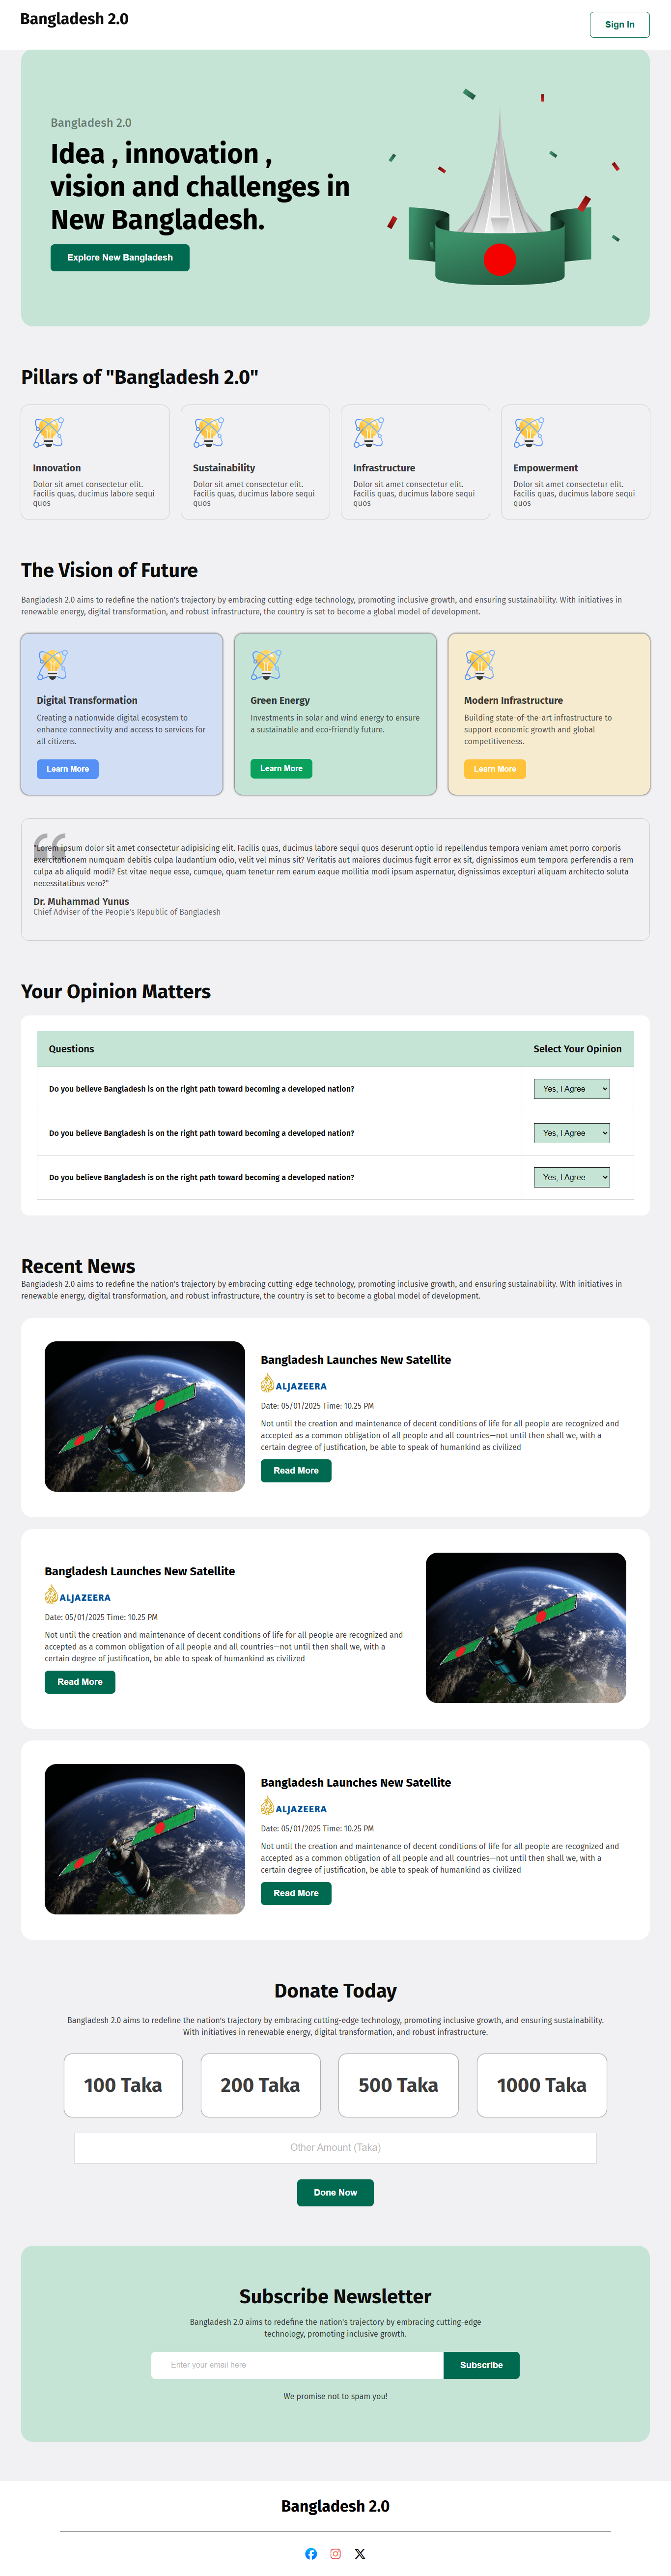 Bangladesh 2.0
Sign In
Bangladesh 2.0
Idea , innovation ,
vision and challenges in
New Bangladesh.
Explore New Bangladesh
Pillars of "Bangladesh 2.0"
Innovation
Dolor sit amet consectetur elit.
Facilis quas, ducimus labore sequi
quos
Sustainability
Dolor sit amet consectetur elit.
Facilis quas, ducimus labore sequi
quos
Infrastructure
Dolor sit amet consectetur elit.
Facilis quas, ducimus labore sequi
quos
Empowerment
Dolor sit amet consectetur elit.
Facilis quas, ducimus labore sequi
quos
The Vision of Future
Bangladesh 2.0 aims to redefine the nation's trajectory by embracing cutting-edge technology, promoting inclusive growth, and ensuring sustainability. With initiatives in
renewable energy, digital transformation, and robust infrastructure, the country is set to become a global model of development.
Digital Transformation
Creating a nationwide digital ecosystem to
enhance connectivity and access to services for
all citizens.
Learn More
Green Energy
Investments in solar and wind energy to ensure
a sustainable and eco-friendly future.
Learn More
Modern Infrastructure
Building state-of-the-art infrastructure to
support economic growth and global
competitiveness.
Learn More
"Lorem ipsum dolor sit amet consectetur adipisicing elit. Facilis quas, ducimus labore sequi quos deserunt optio id repellendus tempora veniam amet porro corporis
exercitationem numquam debitis culpa laudantium odio, velit vel minus sit? Veritatis aut maiores ducimus fugit error ex sit, dignissimos eum tempora perferendis a rem
culpa ab aliquid modi? Est vitae neque esse, cumque, quam tenetur rem earum eaque mollitia modi ipsum aspernatur, dignissimos excepturi aliquam architecto soluta
necessitatibus vero?"
Dr. Muhammad Yunus
Chief Adviser of the People's Republic of Bangladesh
Your Opinion Matters
Questions
Select Your Opinion
Do you believe Bangladesh is on the right path toward becoming a developed nation?
Yes, I Agree
Do you believe Bangladesh is on the right path toward becoming a developed nation?
Yes, I Agree
Do you believe Bangladesh is on the right path toward becoming a developed nation?
Yes, I Agree
Recent News
Bangladesh 2.0 aims to redefine the nation's trajectory by embracing cutting-edge technology, promoting inclusive growth, and ensuring sustainability. With initiatives in
renewable energy, digital transformation, and robust infrastructure, the country is set to become a global model of development.
Bangladesh Launches New Satellite
ALJAZEERA
Date: 05/01/2025 Time: 10.25 PM
Not until the creation and maintenance of decent conditions of life for all people are recognized and
accepted as a common obligation of all people and all countries—not until then shall we, with a
certain degree of justification, be able to speak of humankind as civilized
Read More
Bangladesh Launches New Satellite
ALJAZEERA
Date: 05/01/2025 Time: 10.25 PM
Not until the creation and maintenance of decent conditions of life for all people are recognized and
accepted as a common obligation of all people and all countries—not until then shall we, with a
certain degree of justification, be able to speak of humankind as civilized
Read More
Bangladesh Launches New Satellite
ALJAZEERA
Date: 05/01/2025 Time: 10.25 PM
Not until the creation and maintenance of decent conditions of life for all people are recognized and
accepted as a common obligation of all people and all countries—not until then shall we, with a
certain degree of justification, be able to speak of humankind as civilized
Read More
Donate Today
Bangladesh 2.0 aims to redefine the nation's trajectory by embracing cutting-edge technology, promoting inclusive growth, and ensuring sustainability.
With initiatives in renewable energy, digital transformation, and robust infrastructure.
100 Taka
200 Taka
500 Taka
1000 Taka
Other Amount (Taka)
Done Now
Subscribe Newsletter
Bangladesh 2.0 aims to redefine the nation's trajectory by embracing cutting-edge
technology, promoting inclusive growth.
Enter your email here
Subscribe
We promise not to spam you!
Bangladesh 2.0